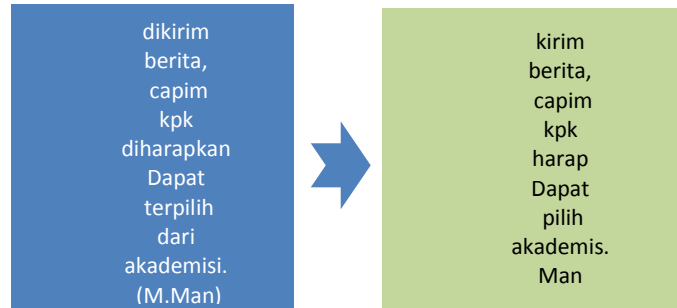 dikirim
berita,
capim
kpk
diharapkan
Dapat
terpilih
dari
akademisi.
(M.Man)
kirim
berita,
capim
kpk
harap
Dapat
pilih
akademis.
Man